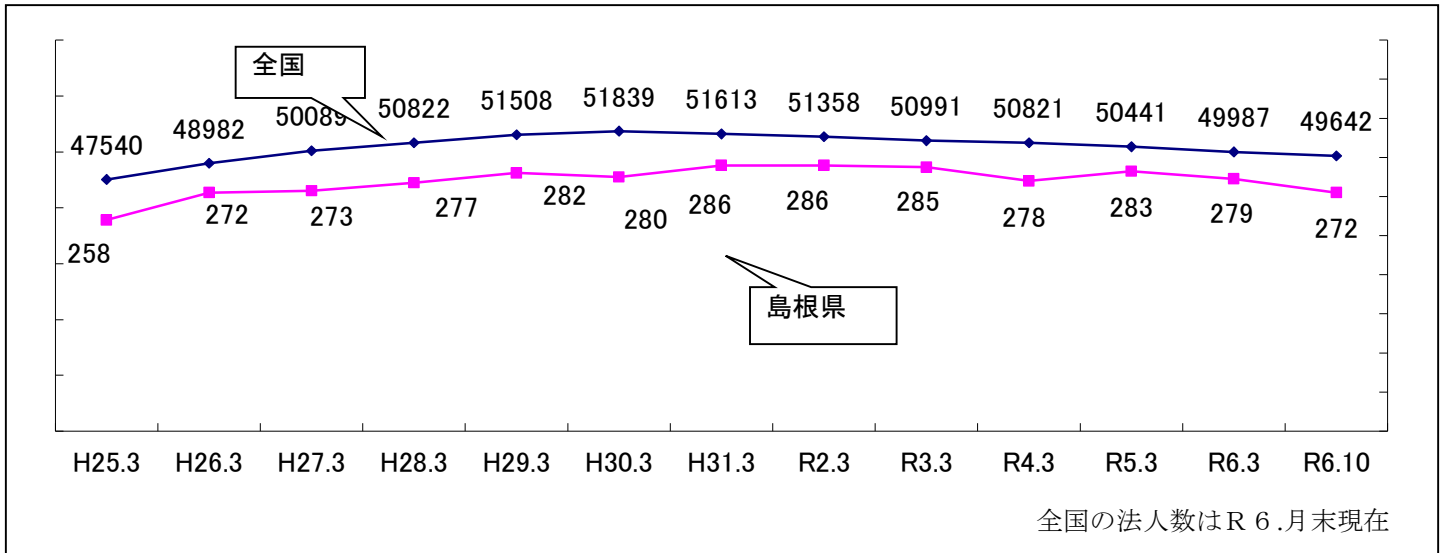 全国
47540 48982 50089 50822 51508 51839 51613 51358 50991 50821 50441 49987 49642
258 272 273 277 282 280 286 286 285 278 283 279 272
島根県
H25.3 H26.3 H27.3 H28.3 H29.3 H30.3 H31.3 R2.3 R3.3 R4.3 R5.3 R6.3 R6.10
全国の法人数はR６.月末現在